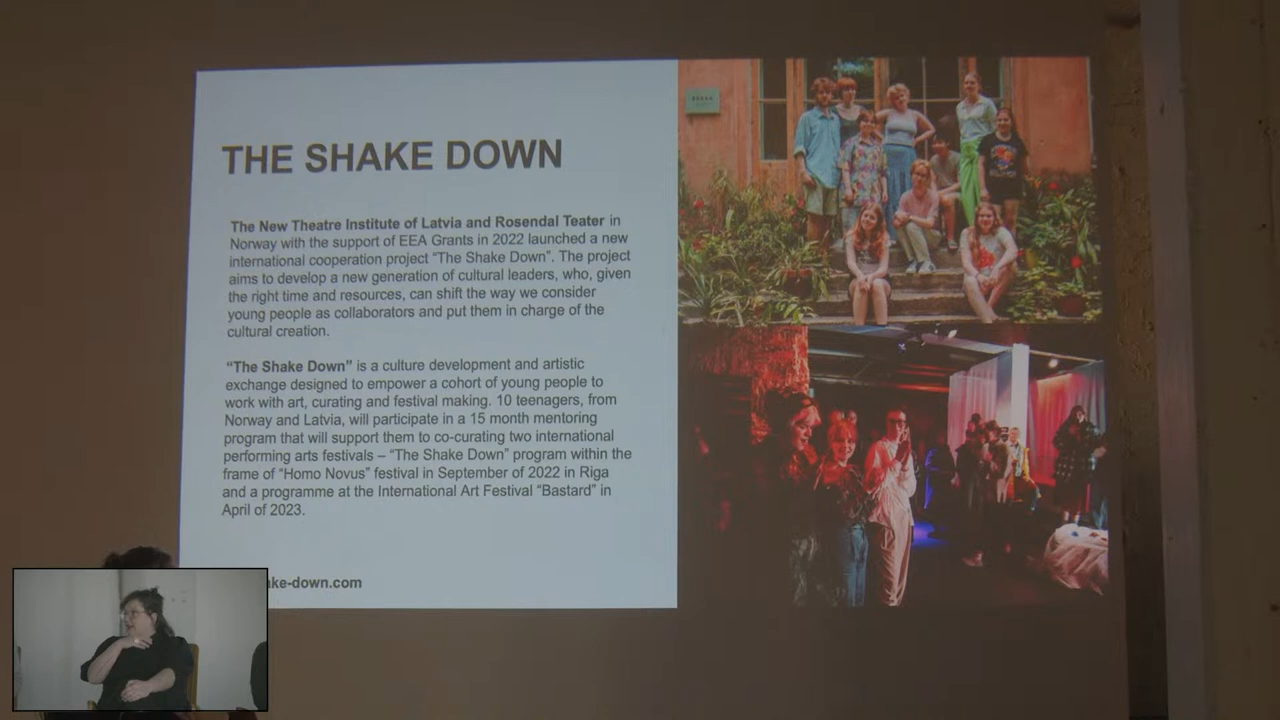 THE SHAKE DOWN
The New Theatre Institute of Latvia and Rosendal Teater in
Norway with the support of EEA Grants in 2022 launched a new
international cooperation project “The Shake Down”. The project
aims to develop a new generation of cultural leaders, who, given
the right time and resources, can shift the way we consider
young people as collaborators and put them in charge of the
cultural creation.
“The Shake Down” is a culture development and artistic
exchange designed to empower a cohort of young people to
work with art, curating and festival making. 10 teenagers, from
Norway and Latvia, will participate in a 15 month mentoring
program that will support them to co-curating two international
performing arts festivals – “The Shake Down” program within the
frame of “Homo Novus” festival in September of 2022 in Riga
and a programme at the International Art Festival “Bastard” in
April of 2023.
ke-down.com